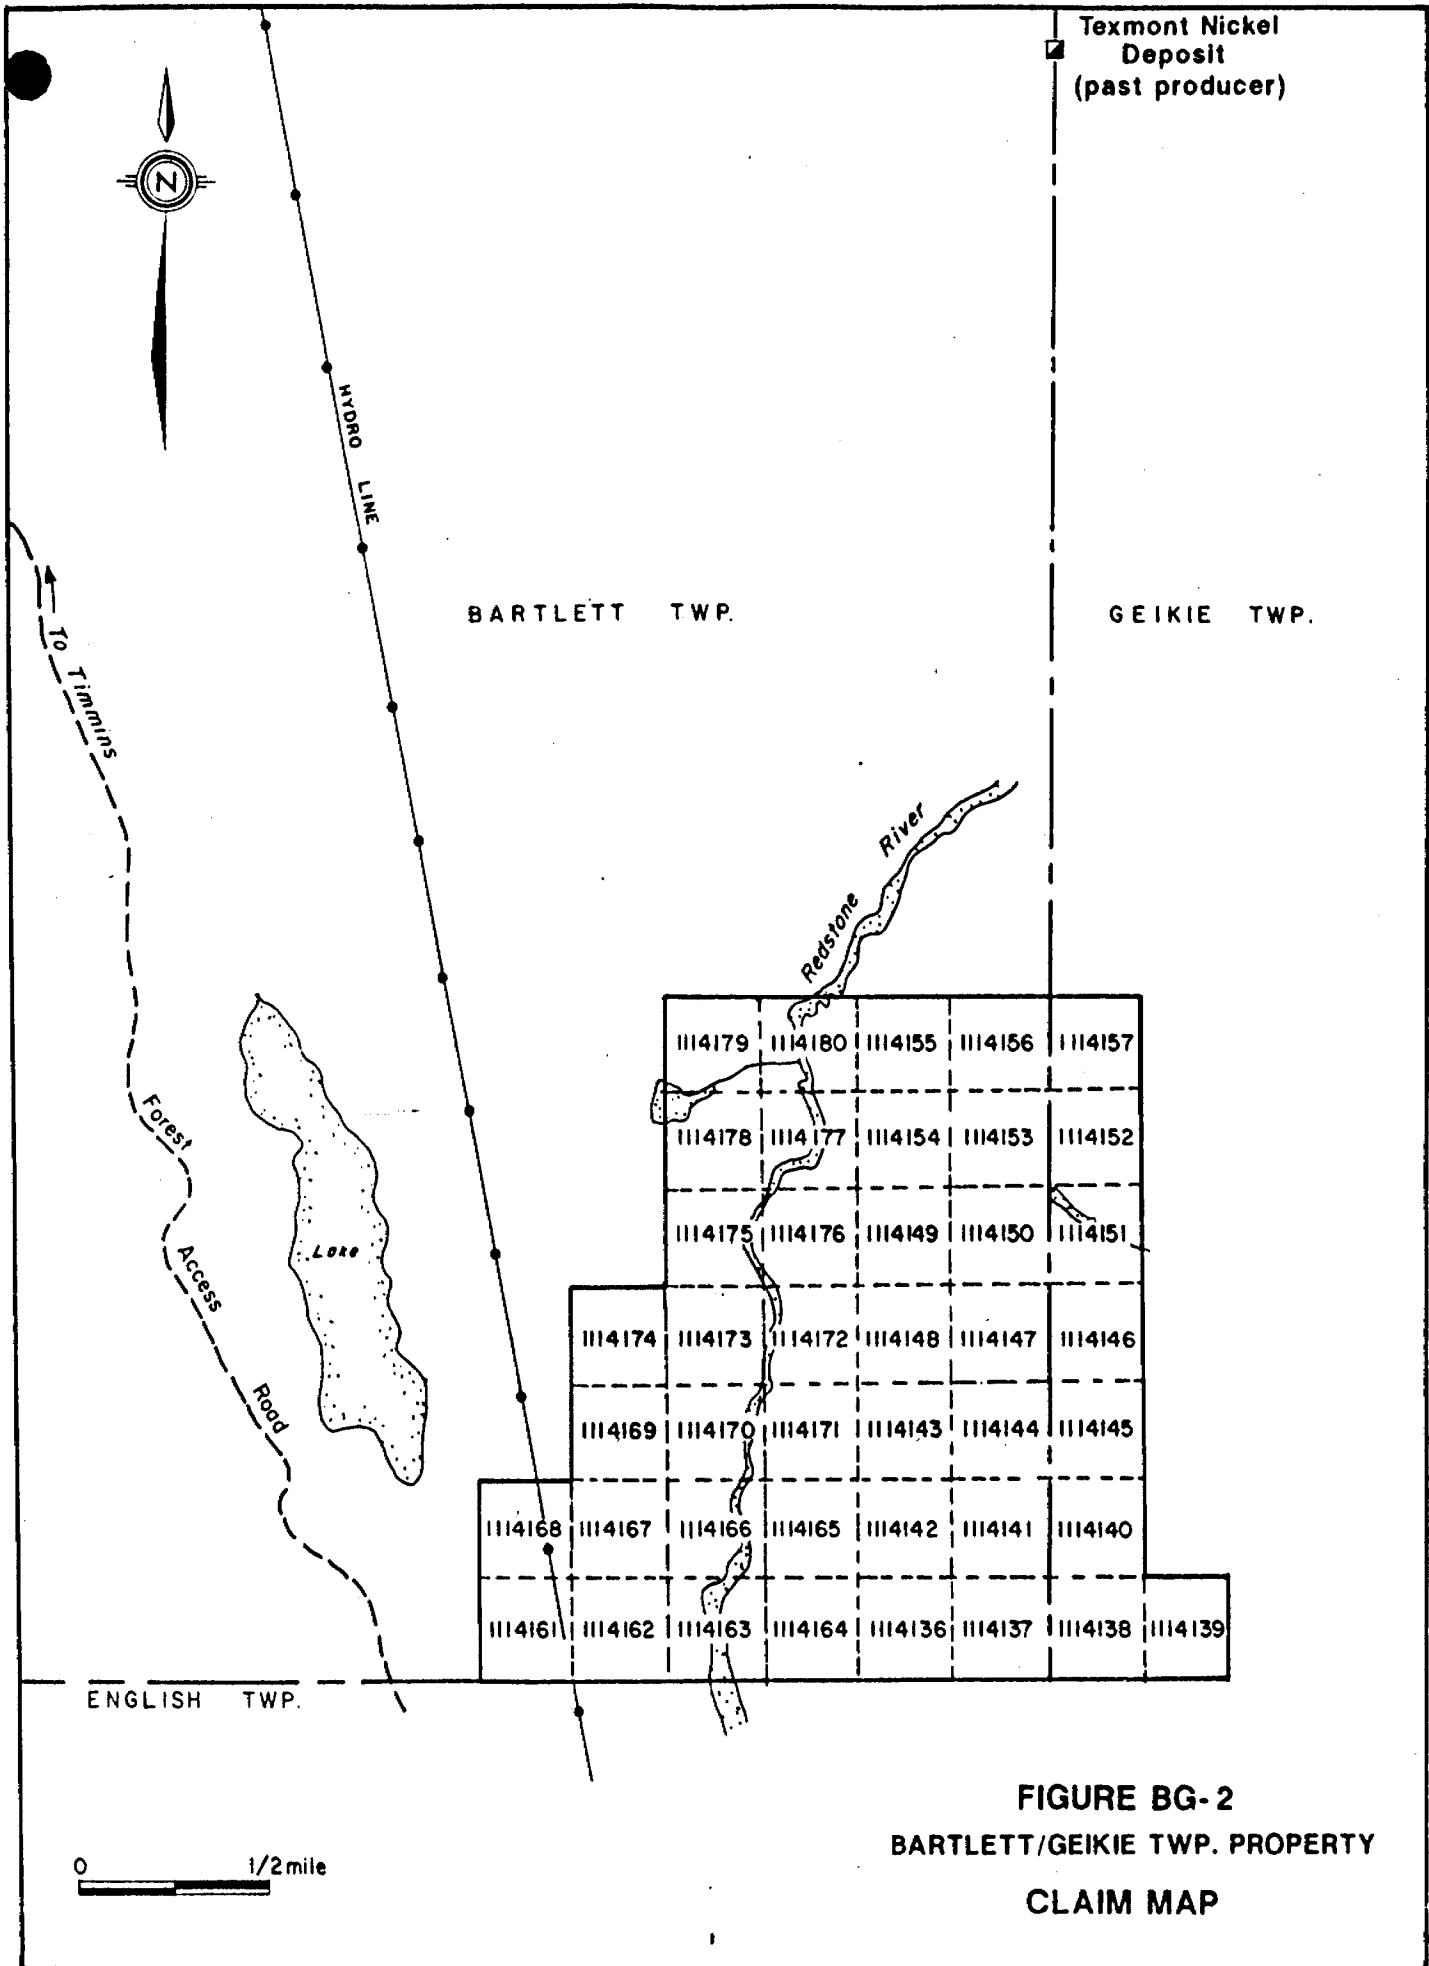 Texmont Nickel
Deposit
(past producer)
N
HYDRO LINE
To Timmins
BARTLETT TWP.
GEIKIE TWP.
Redstone River
1114179 1114180 1114155 1114156 1114157
1114178 1114177 1114154 1114153 1114152
Forest Access Road
Lake
1114175 1114176 1114149 1114150 1114151
1114174 1114173 1114172 1114148 1114147 1114146
1114169 1114170 1114171 1114143 1114144 1114145
1114168 1114167 1114166 1114165 1114142 1114141 1114140
1114161 1114162 1114163 1114164 1114136 1114137 1114138 1114139
ENGLISH TWP.
FIGURE BG-2
BARTLETT/GEIKIE TWP. PROPERTY
CLAIM MAP
0 1/2 mile